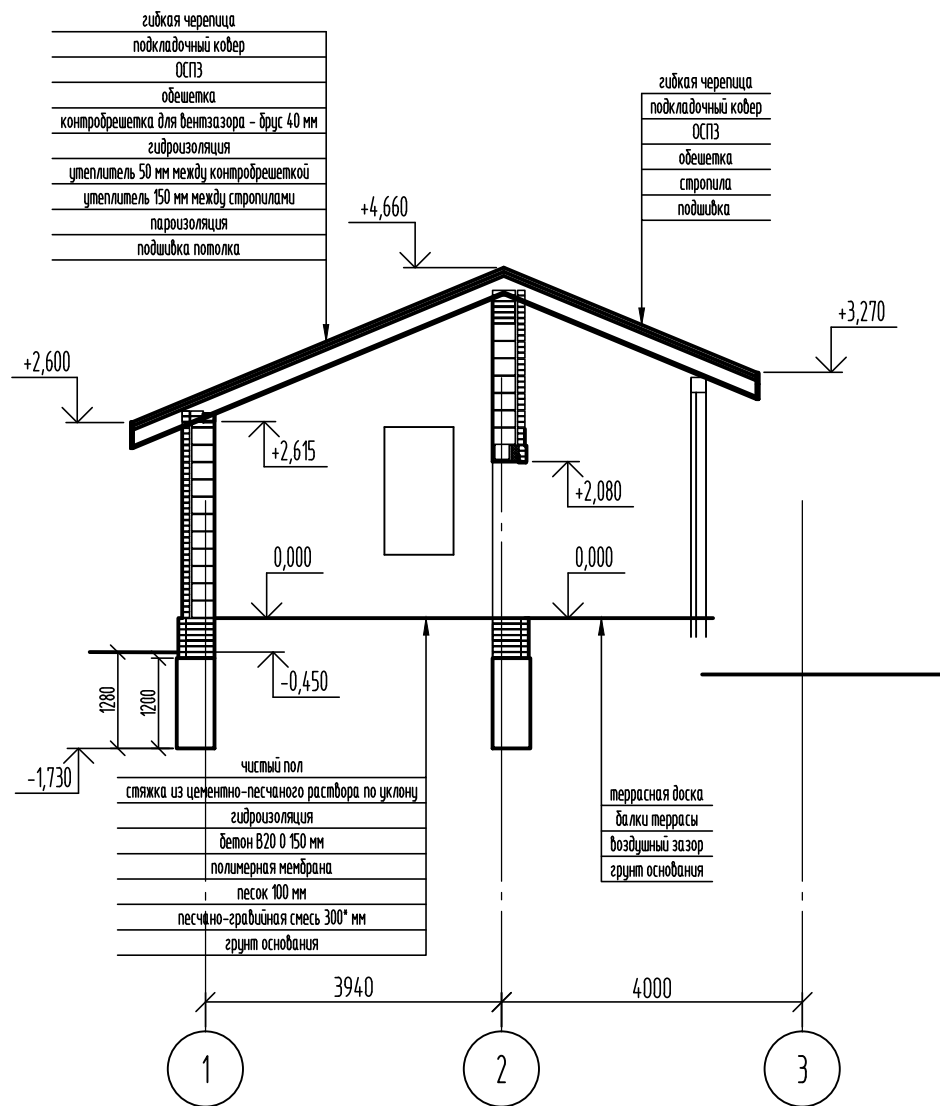 гибкая черепица
подкладочный ковер
ОСП3
обешетка
контробрешетка для вентзазора - брус 40 мм
гидроизоляция
утеплитель 50 мм между контробрешеткой
утеплитель 150 мм между стропилами
пароизоляция
подшивка потолка
гибкая черепица
подкладочный ковер
ОСП3
обешетка
стропила
подшивка
+4,660
+3,270
+2,600
+2,615
+2,080
0,000
0,000
-0,450
1280
1200
-1,730
чистый пол
стяжка из цементно-песчаного раствора по уклону
гидроизоляция
бетон В20 0 150 мм
полимерная мембрана
песок 100 мм
песчано-гравийная смесь 300* мм
грунт основания
террасная доска
балки террасы
воздушный зазор
грунт основания
3940
4000
1
2
3